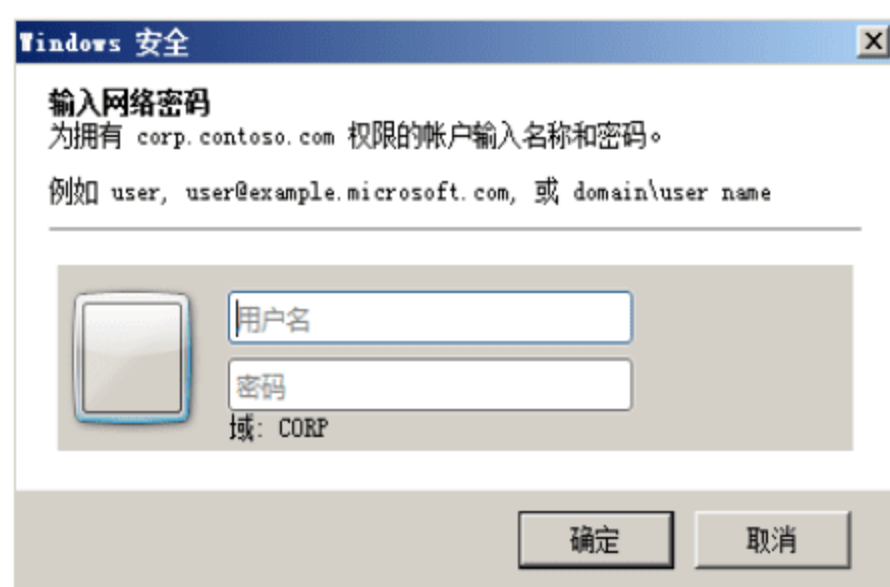 Windows 安全
输入网络密码
为拥有 corp.contoso.com 权限的帐户输入名称和密码。
例如 user, user@example.microsoft.com, 或 domain\user name
用户名
密码
域: CORP
确定
取消